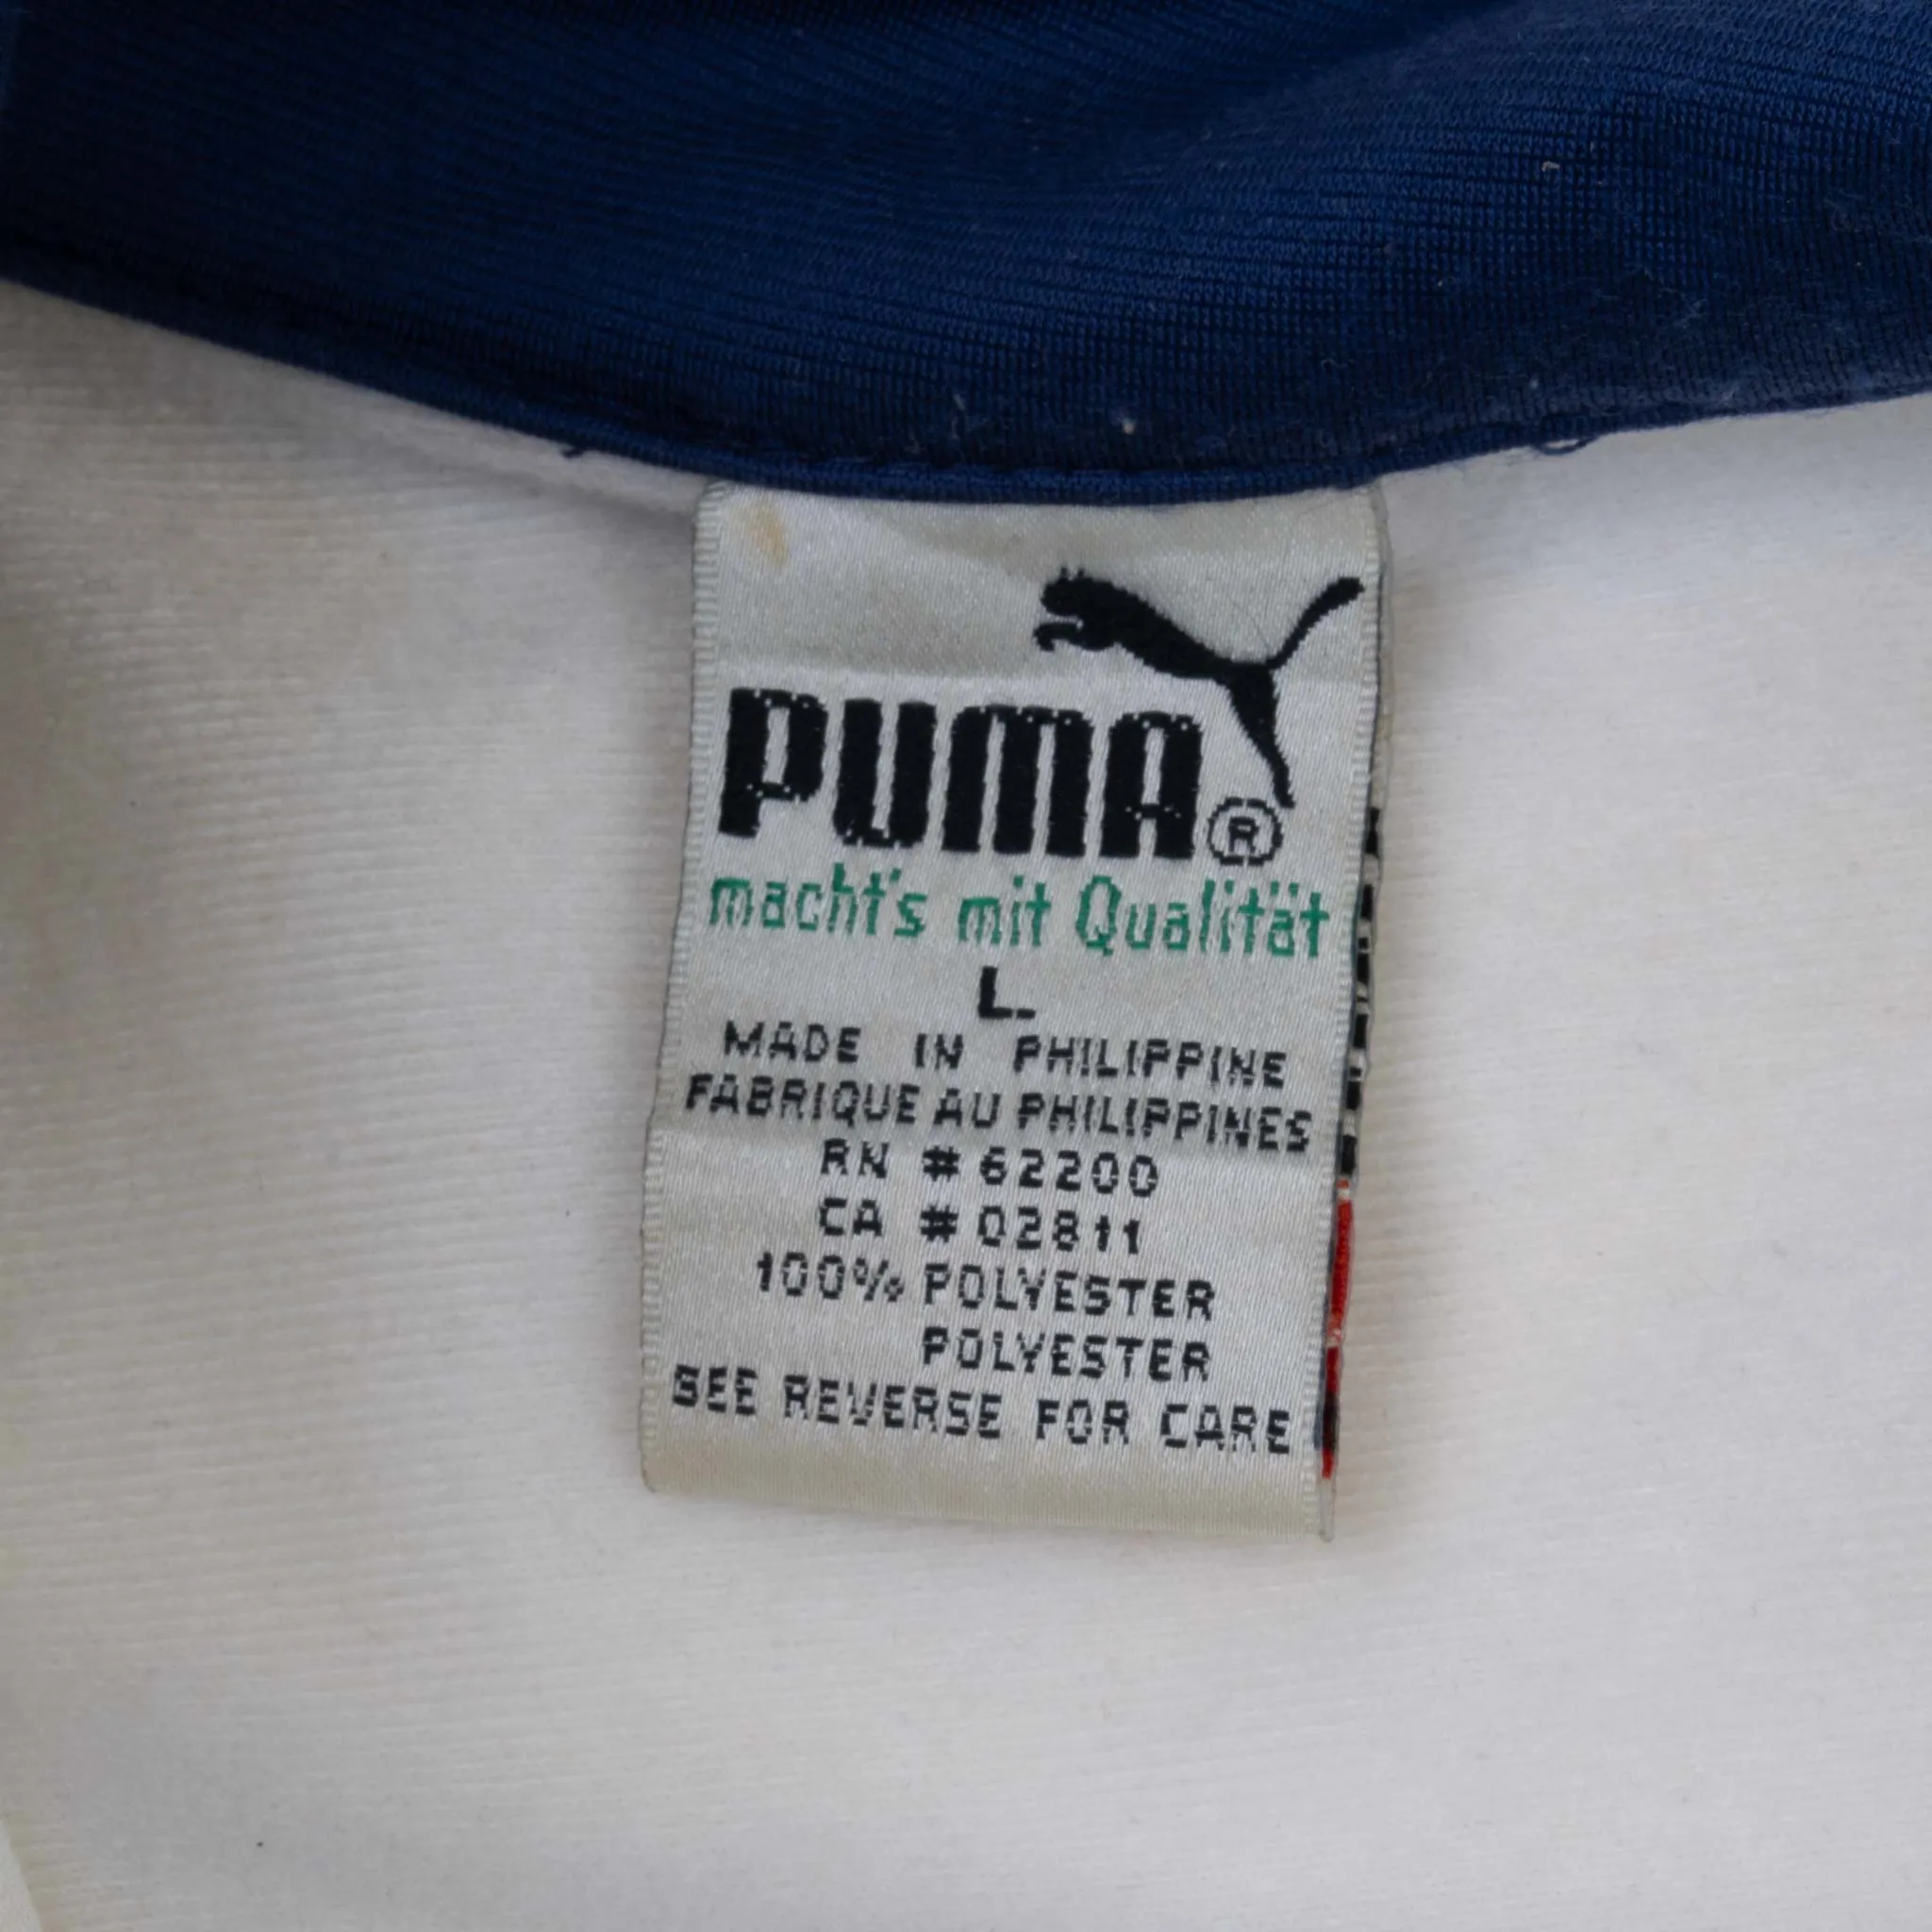 PUMA®
macht's mit Qualität
L
MADE IN PHILIPPINE
FABRIQUE AU PHILIPPINES
RN #62200
CA #02811
100% POLYESTER
POLYESTER
SEE REVERSE FOR CARE